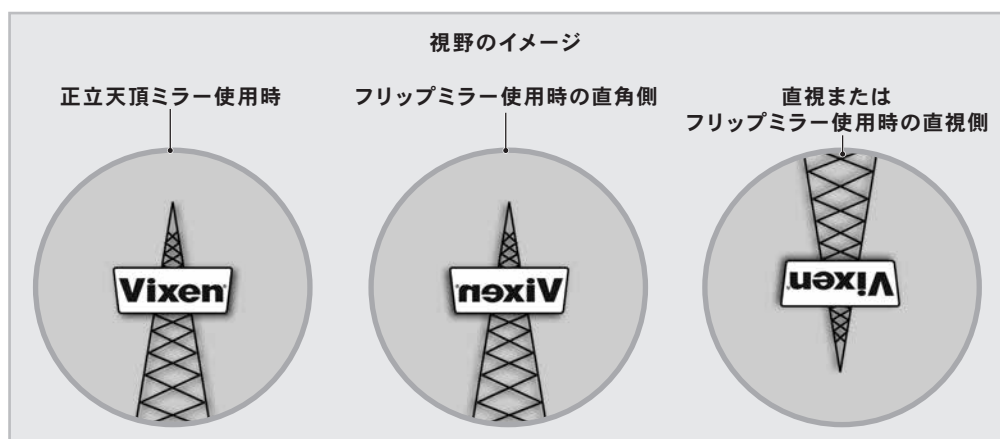 視野のイメージ
正立天頂ミラー使用時
フリップミラー使用時の直角側
直視または
フリップミラー使用時の直視側
Vixen®
Vixen®
Vixen®